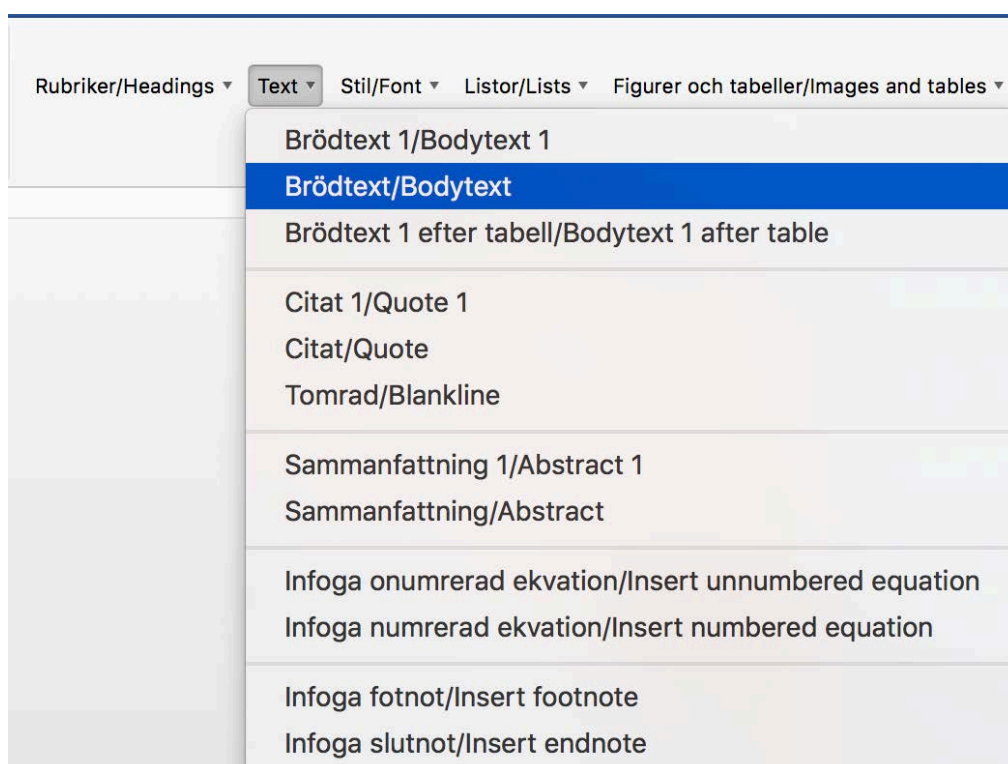 Rubriker/Headings Text Stil/Font Listor/Lists Figurer och tabeller/Images and tables
Brödtext 1/Bodytext 1
Brödtext/Bodytext
Brödtext 1 efter tabell/Bodytext 1 after table
Citat 1/Quote 1
Citat/Quote
Tomrad/Blankline
Sammanfattning 1/Abstract 1
Sammanfattning/Abstract
Infoga onumrerad ekvation/Insert unnumbered equation
Infoga numrerad ekvation/Insert numbered equation
Infoga fotnot/Insert footnote
Infoga slutnot/Insert endnote